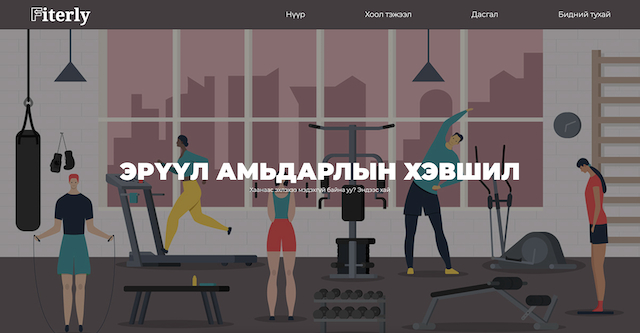 Fiterly
Нүүр
Хоол тэжээл
Дасгал
Бидний тухай
ЭРҮҮЛ АМЬДАРЛЫН ХЭВШИЛ
Хаанаас эхлэхээ мэдэхгүй байна уу? Эндээс хай